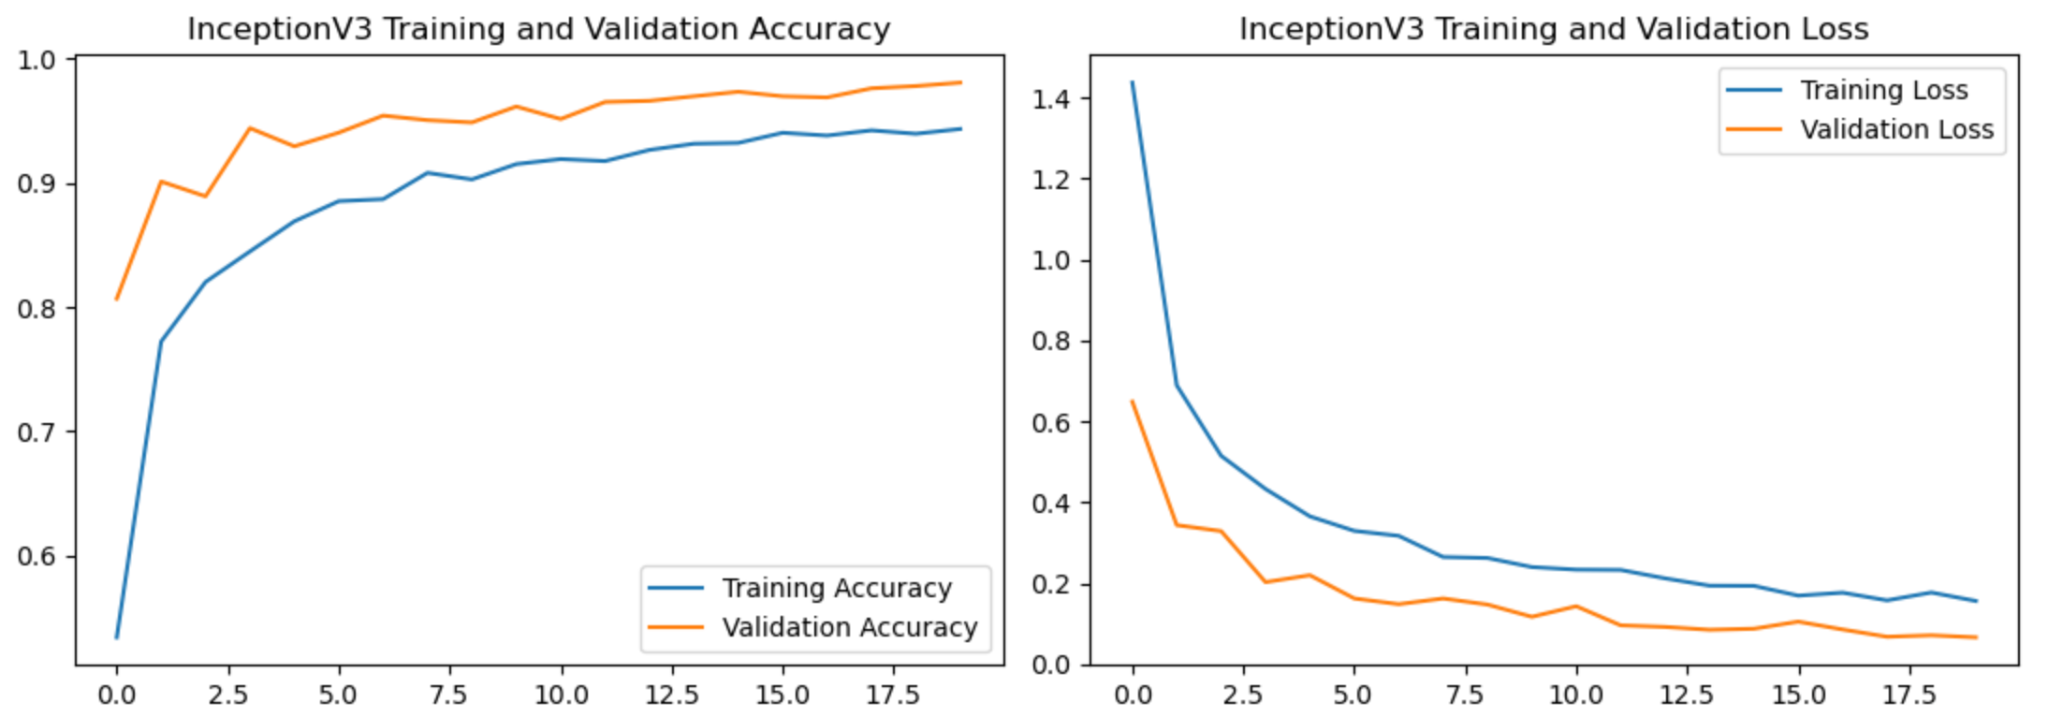 InceptionV3 Training and Validation Accuracy
1.0
0.9
0.8
0.7
0.6
Training Accuracy
Validation Accuracy
0.0 2.5 5.0 7.5 10.0 12.5 15.0 17.5
InceptionV3 Training and Validation Loss
Training Loss
Validation Loss
1.4
1.2
1.0
0.8
0.6
0.4
0.2
0.0
0.0 2.5 5.0 7.5 10.0 12.5 15.0 17.5